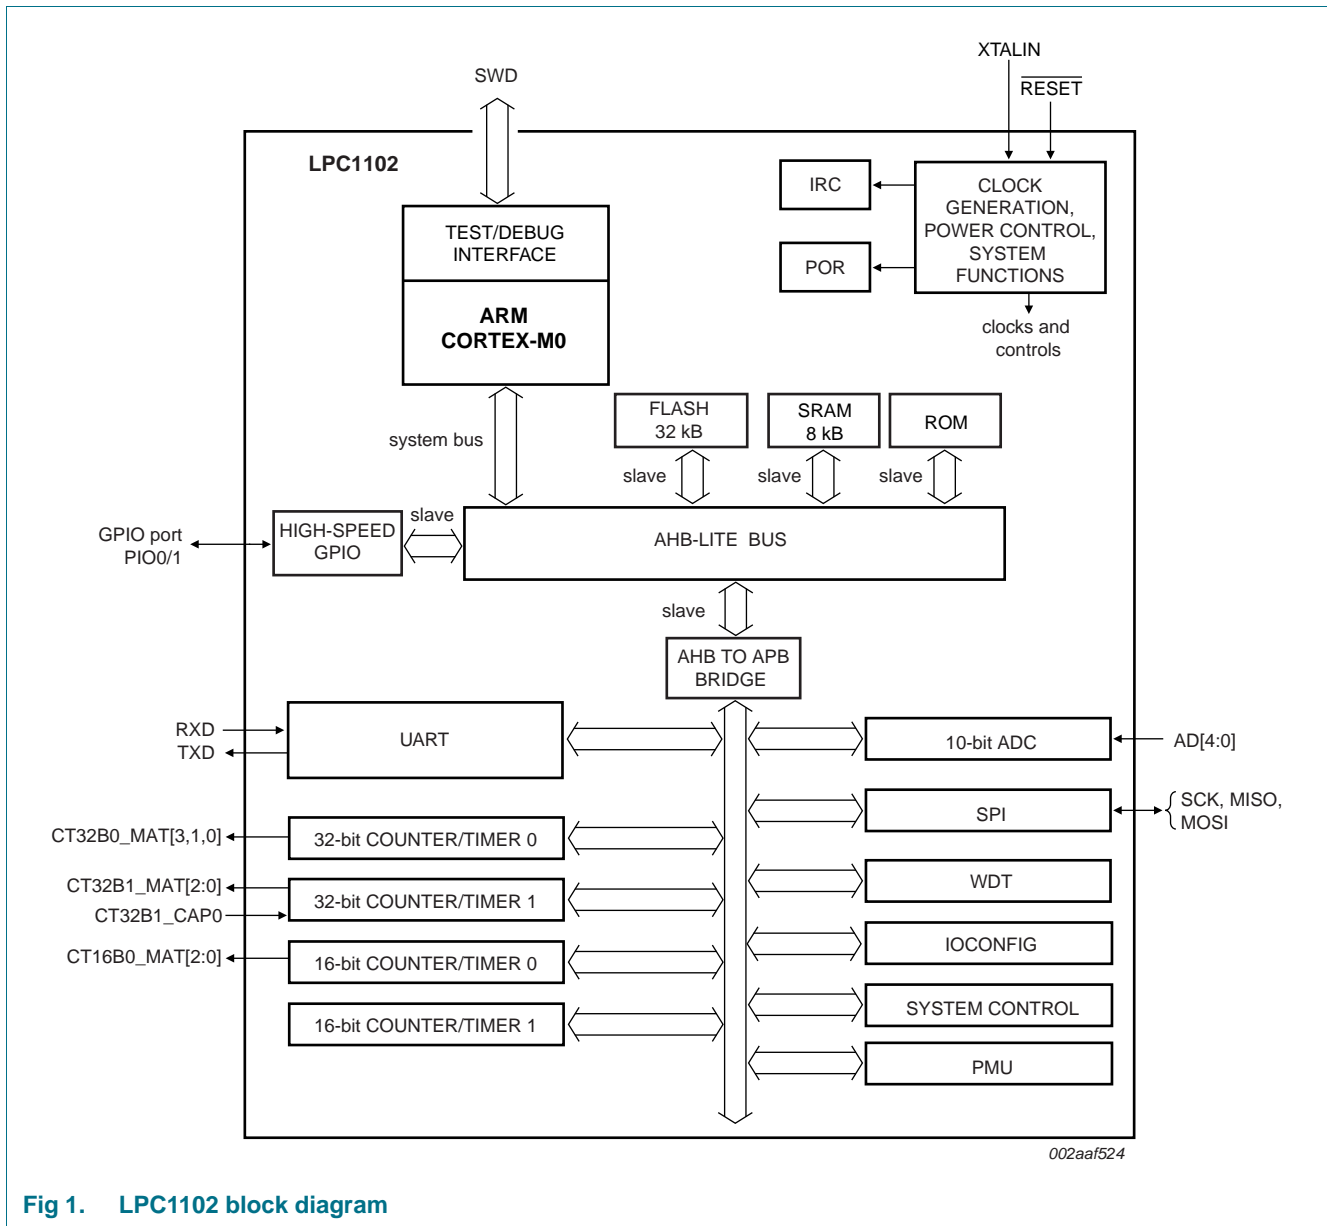 XTALIN
SWD
RESET
LPC1102
IRC
CLOCK
GENERATION,
POWER CONTROL,
SYSTEM
FUNCTIONS
TEST/DEBUG
INTERFACE
POR
ARM
CORTEX-M0
clocks and
controls
FLASH
32 kB
SRAM
8 kB
ROM
system bus
slave
slave
slave
slave
GPIO port
PIO0/1
HIGH-SPEED
GPIO
AHB-LITE BUS
slave
AHB TO APB
BRIDGE
RXD
TXD
UART
10-bit ADC
AD[4:0]
SPI
SCK, MISO,
MOSI
CT32B0_MAT[3,1,0]
32-bit COUNTER/TIMER 0
WDT
CT32B1_MAT[2:0]
CT32B1_CAP0
32-bit COUNTER/TIMER 1
IOCONFIG
CT16B0_MAT[2:0]
16-bit COUNTER/TIMER 0
SYSTEM CONTROL
16-bit COUNTER/TIMER 1
PMU
002aaf524
Fig 1. LPC1102 block diagram